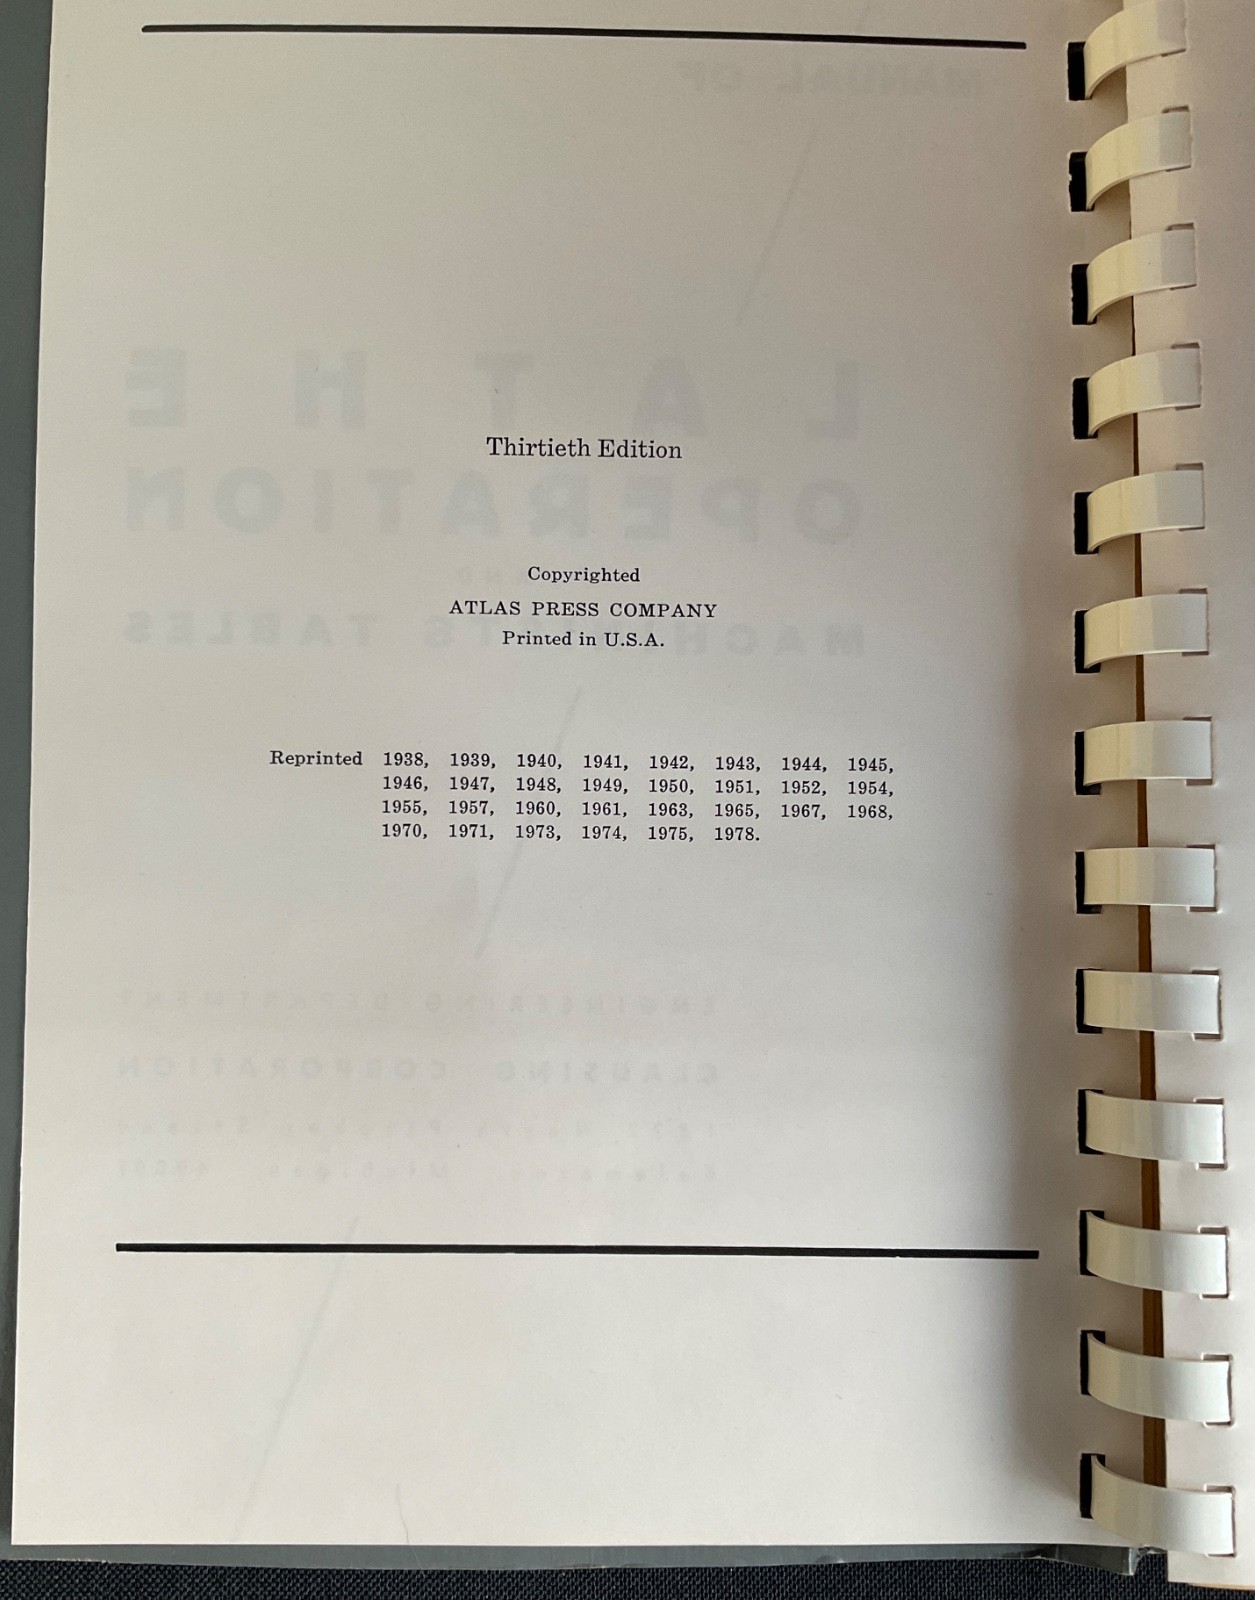 Thirtieth Edition
Copyrighted
ATLAS PRESS COMPANY
Printed in U.S.A.
Reprinted 1938, 1939, 1940, 1941, 1942, 1943, 1944, 1945,
1946, 1947, 1948, 1949, 1950, 1951, 1952, 1954,
1955, 1957, 1960, 1961, 1963, 1965, 1967, 1968,
1970, 1971, 1973, 1974, 1975, 1978.